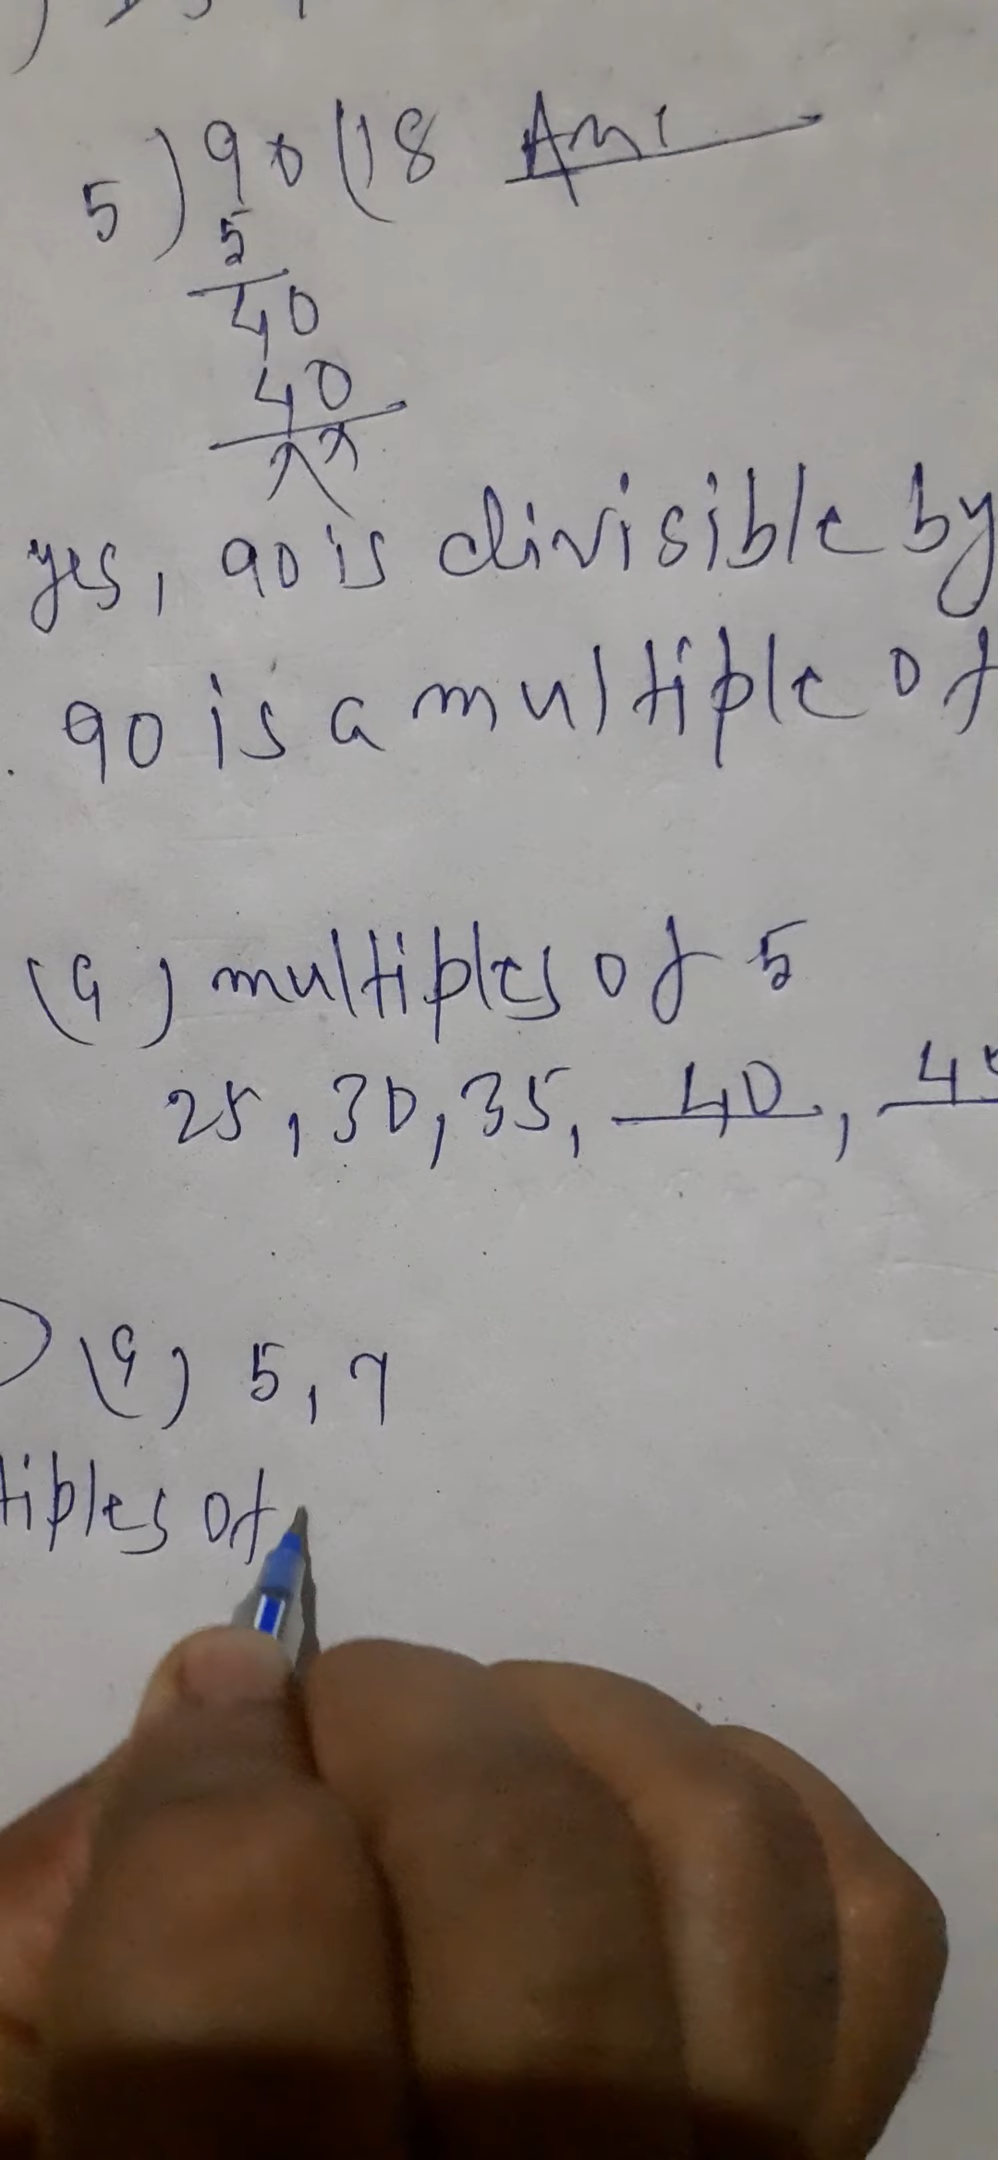 5)90(18 Ans
5
40
40
xx
yes, 90 is divisible by
90 is a multiple of
(a) multiples of 5
25, 30, 35, 40, 45
(a) 5, 7
tiples of